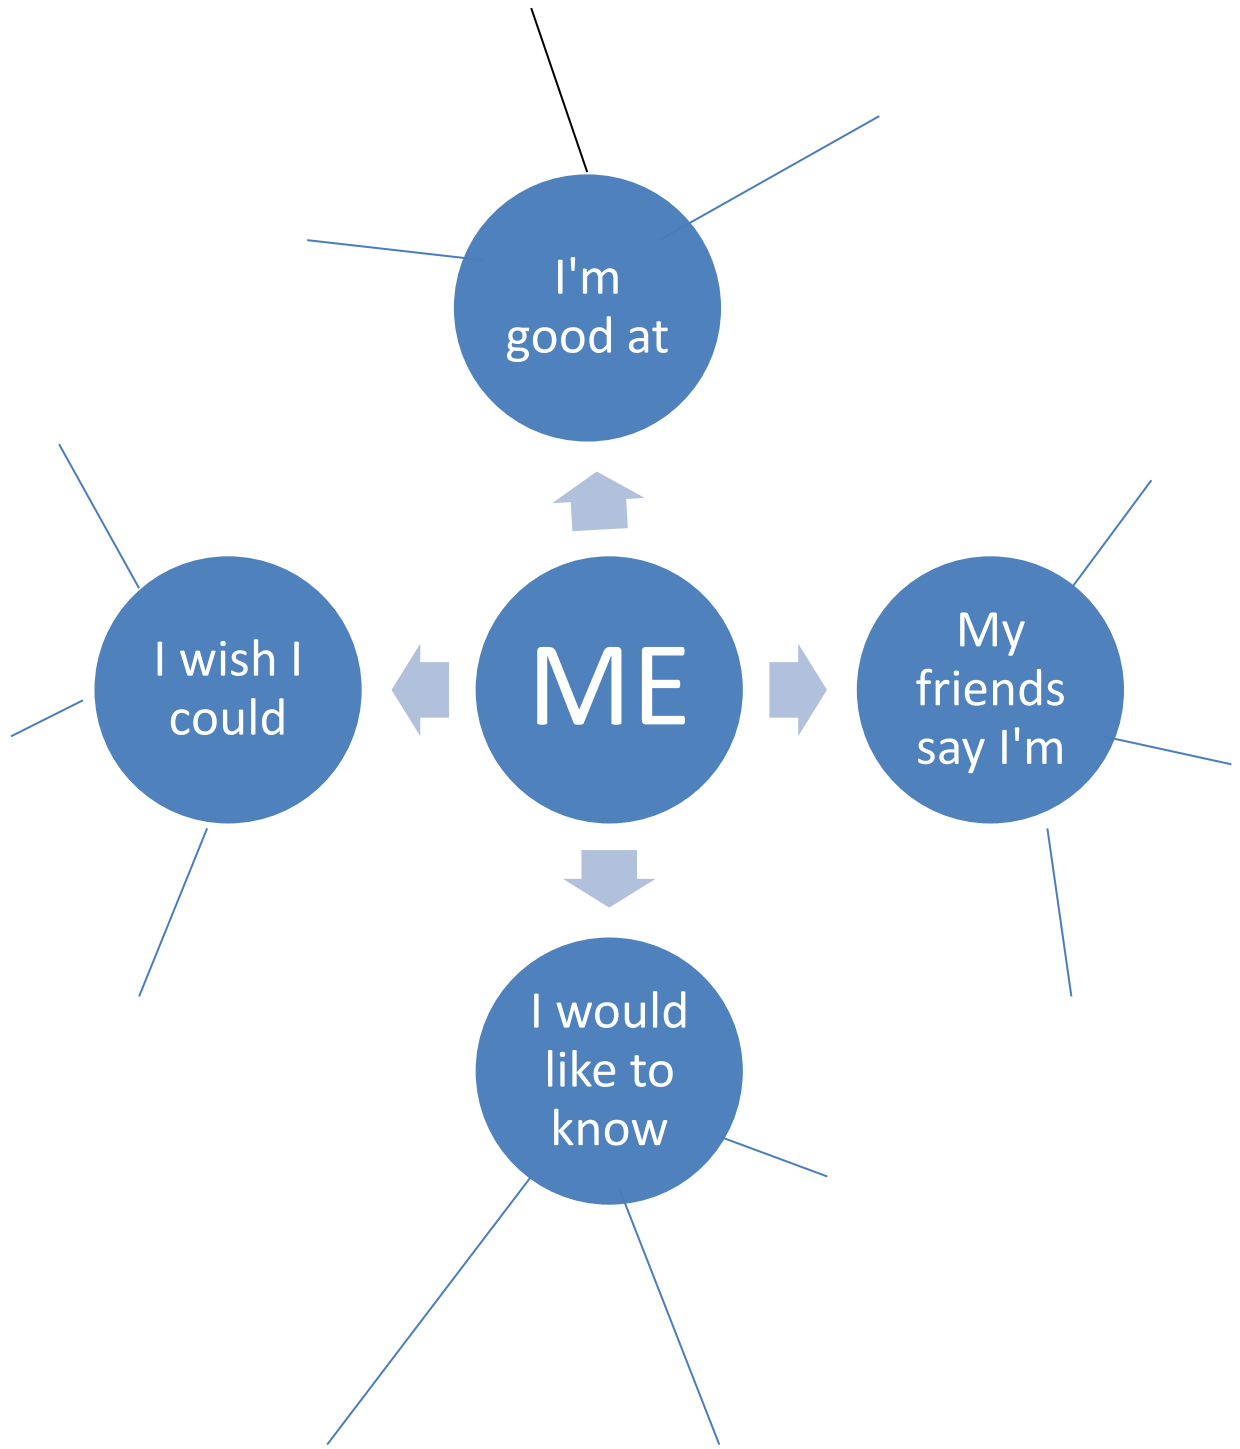 I'm
good at
I wish I
could
ME
My
friends
say I'm
I would
like to
know